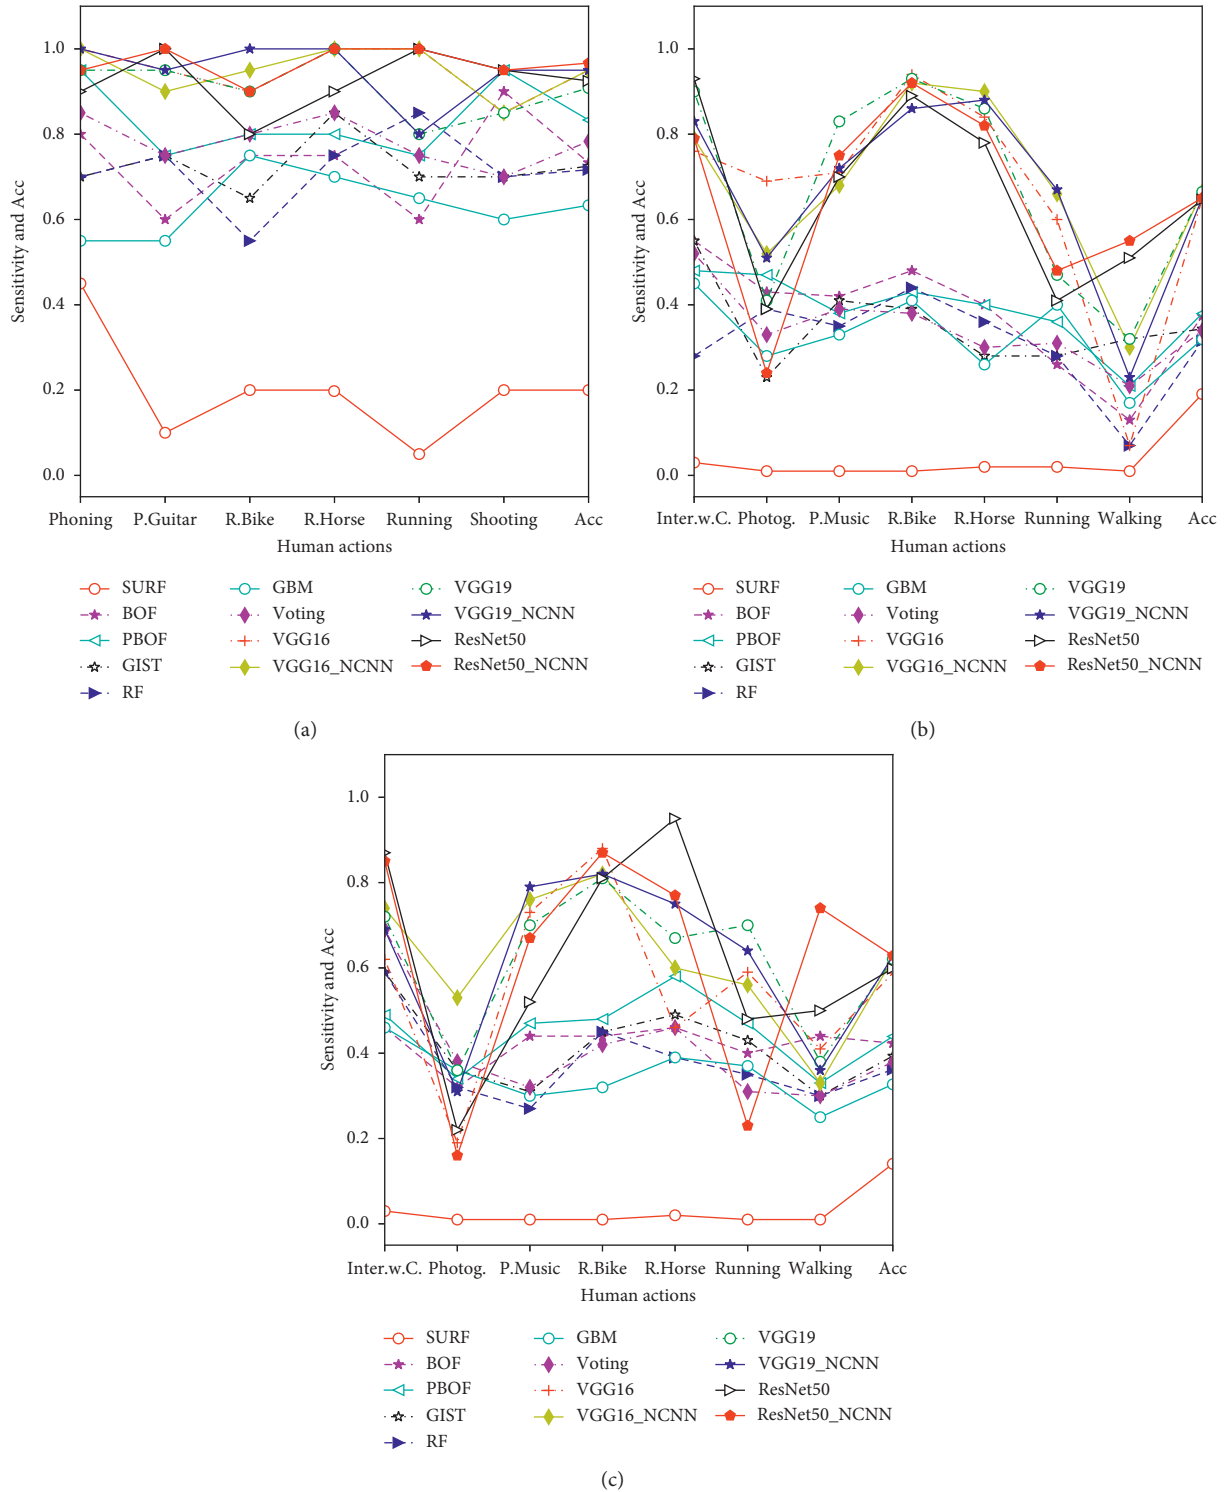 1.0
0.8
0.6
0.4
0.2
0.0
Sensitivity and Acc
Phoning P.Guitar R.Bike R.Horse Running Shooting Acc
Human actions
SURF GBM VGG19
BOF Voting VGG19_NCNN
PBOF VGG16 ResNet50
GIST VGG16_NCNN ResNet50_NCNN
RF
(a)
1.0
0.8
0.6
0.4
0.2
0.0
Sensitivity and Acc
Inter.w.C. Photog. P.Music R.Bike R.Horse Running Walking Acc
Human actions
SURF GBM VGG19
BOF Voting VGG19_NCNN
PBOF VGG16 ResNet50
GIST VGG16_NCNN ResNet50_NCNN
RF
(b)
1.0
0.8
0.6
0.4
0.2
0.0
Sensitivity and Acc
Inter.w.C. Photog. P.Music R.Bike R.Horse Running Walking Acc
Human actions
SURF GBM VGG19
BOF Voting VGG19_NCNN
PBOF VGG16 ResNet50
GIST VGG16_NCNN ResNet50_NCNN
RF
(c)